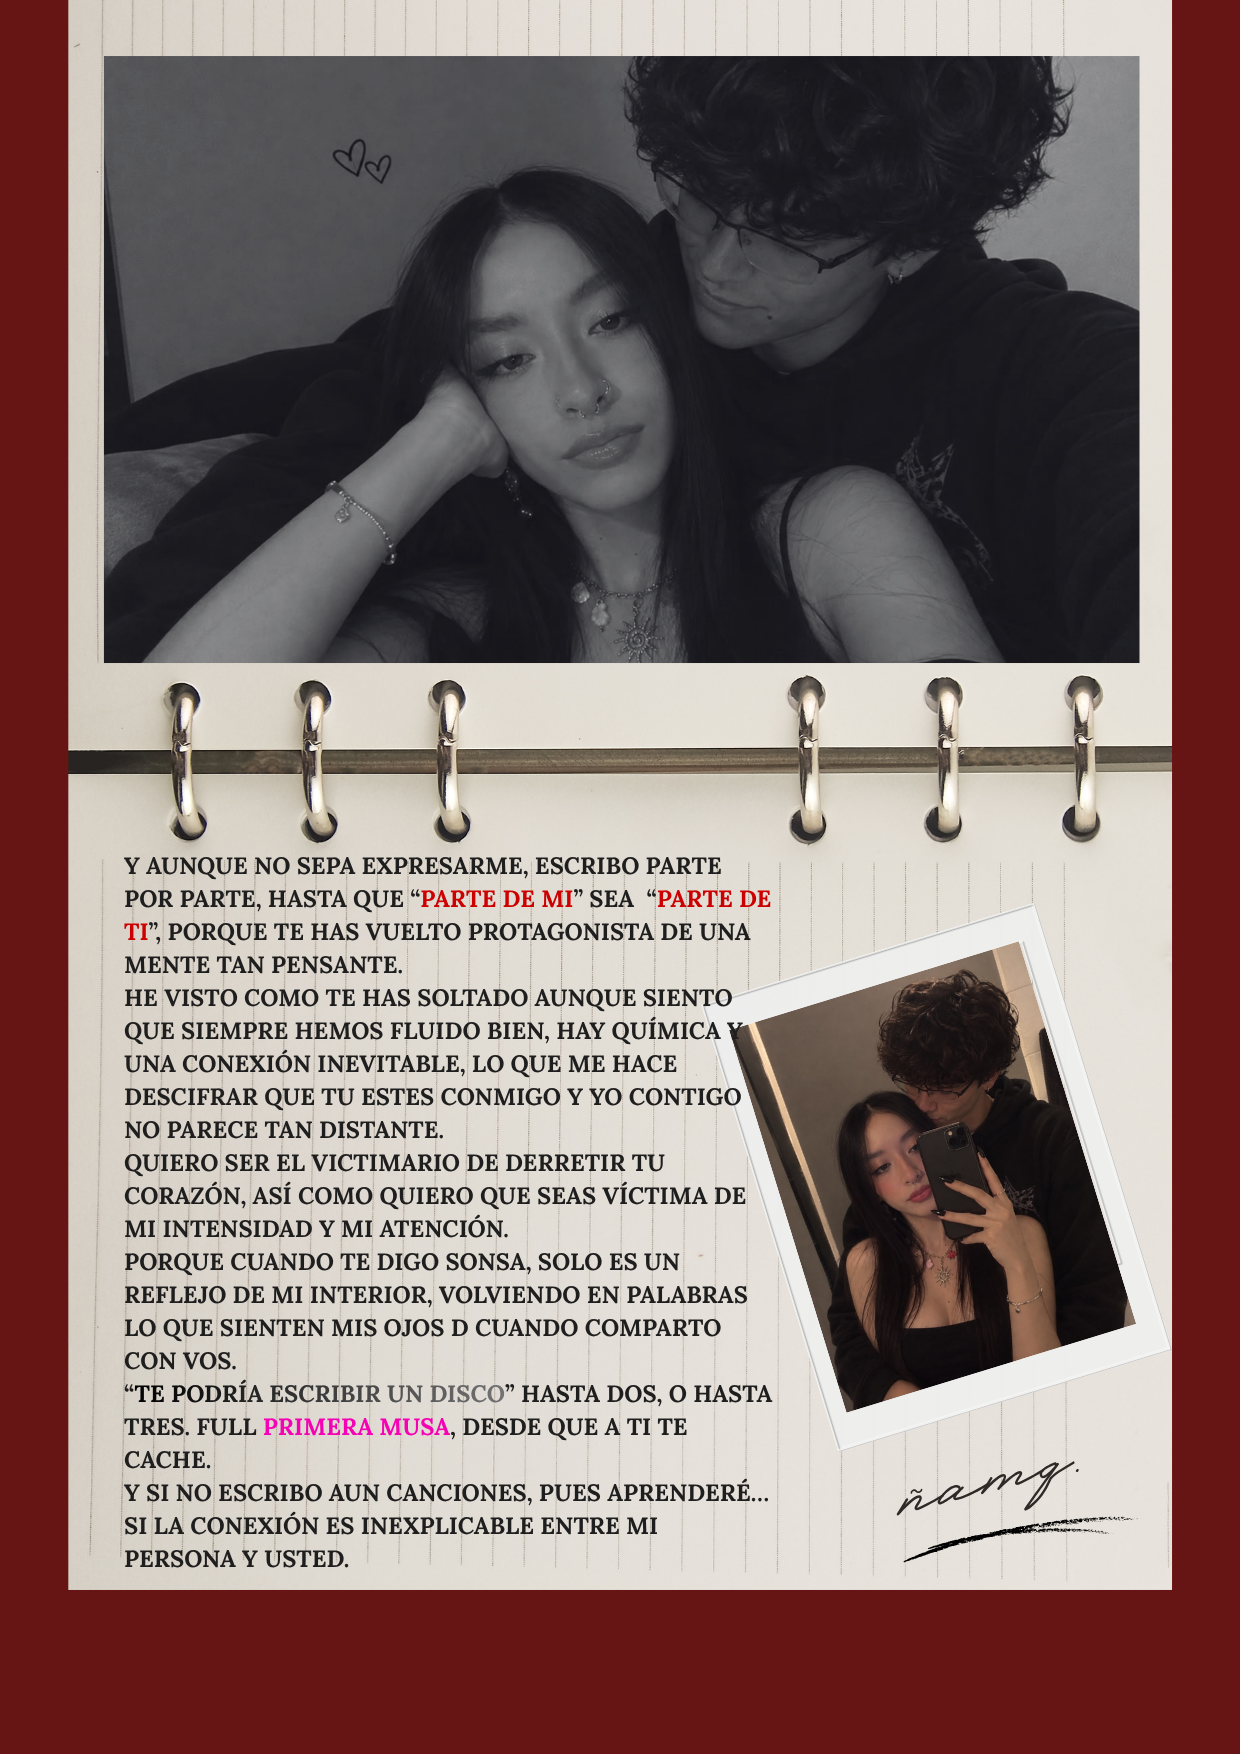 Y AUNQUE NO SEPA EXPRESARME, ESCRIBO PARTE
POR PARTE, HASTA QUE “PARTE DE MI” SEA “PARTE DE
TI”, PORQUE TE HAS VUELTO PROTAGONISTA DE UNA
MENTE TAN PENSANTE.
HE VISTO COMO TE HAS SOLTADO AUNQUE SIENTO
QUE SIEMPRE HEMOS FLUIDO BIEN, HAY QUÍMICA Y
UNA CONEXIÓN INEVITABLE, LO QUE ME HACE
DESCIFRAR QUE TU ESTES CONMIGO Y YO CONTIGO
NO PARECE TAN DISTANTE.
QUIERO SER EL VICTIMARIO DE DERRETIR TU
CORAZÓN, ASÍ COMO QUIERO QUE SEAS VÍCTIMA DE
MI INTENSIDAD Y MI ATENCIÓN.
PORQUE CUANDO TE DIGO SONSA, SOLO ES UN
REFLEJO DE MI INTERIOR, VOLVIENDO EN PALABRAS
LO QUE SIENTEN MIS OJOS D CUANDO COMPARTO
CON VOS.
“TE PODRÍA ESCRIBIR UN DISCO” HASTA DOS, O HASTA
TRES. FULL PRIMERA MUSA, DESDE QUE A TI TE
CACHE.
Y SI NO ESCRIBO AUN CANCIONES, PUES APRENDERÉ...
SI LA CONEXIÓN ES INEXPLICABLE ENTRE MI
PERSONA Y USTED.
ñamq.